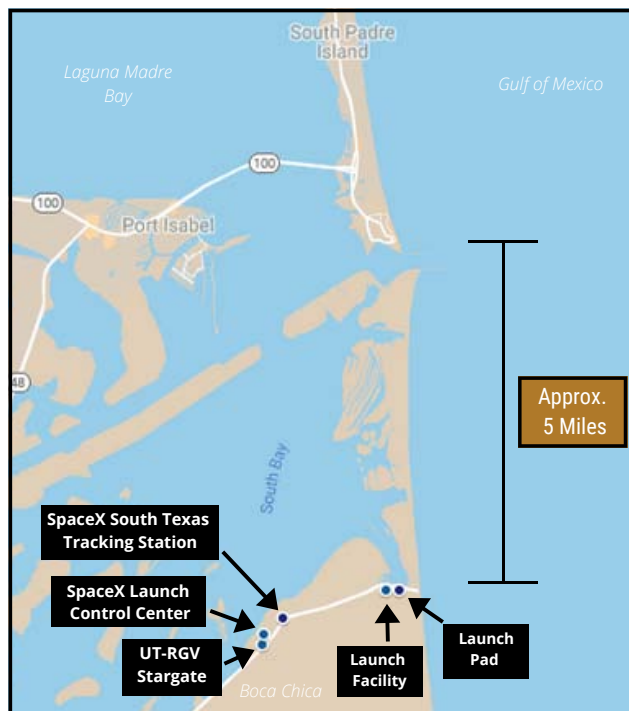 South Padre
Island
Laguna Madre
Bay
Gulf of Mexico
100
100
Port Isabel
48
Approx.
5 Miles
South Bay
SpaceX South Texas
Tracking Station
SpaceX Launch
Control Center
UT-RGV
Stargate
Launch
Facility
Launch
Pad
Boca Chica